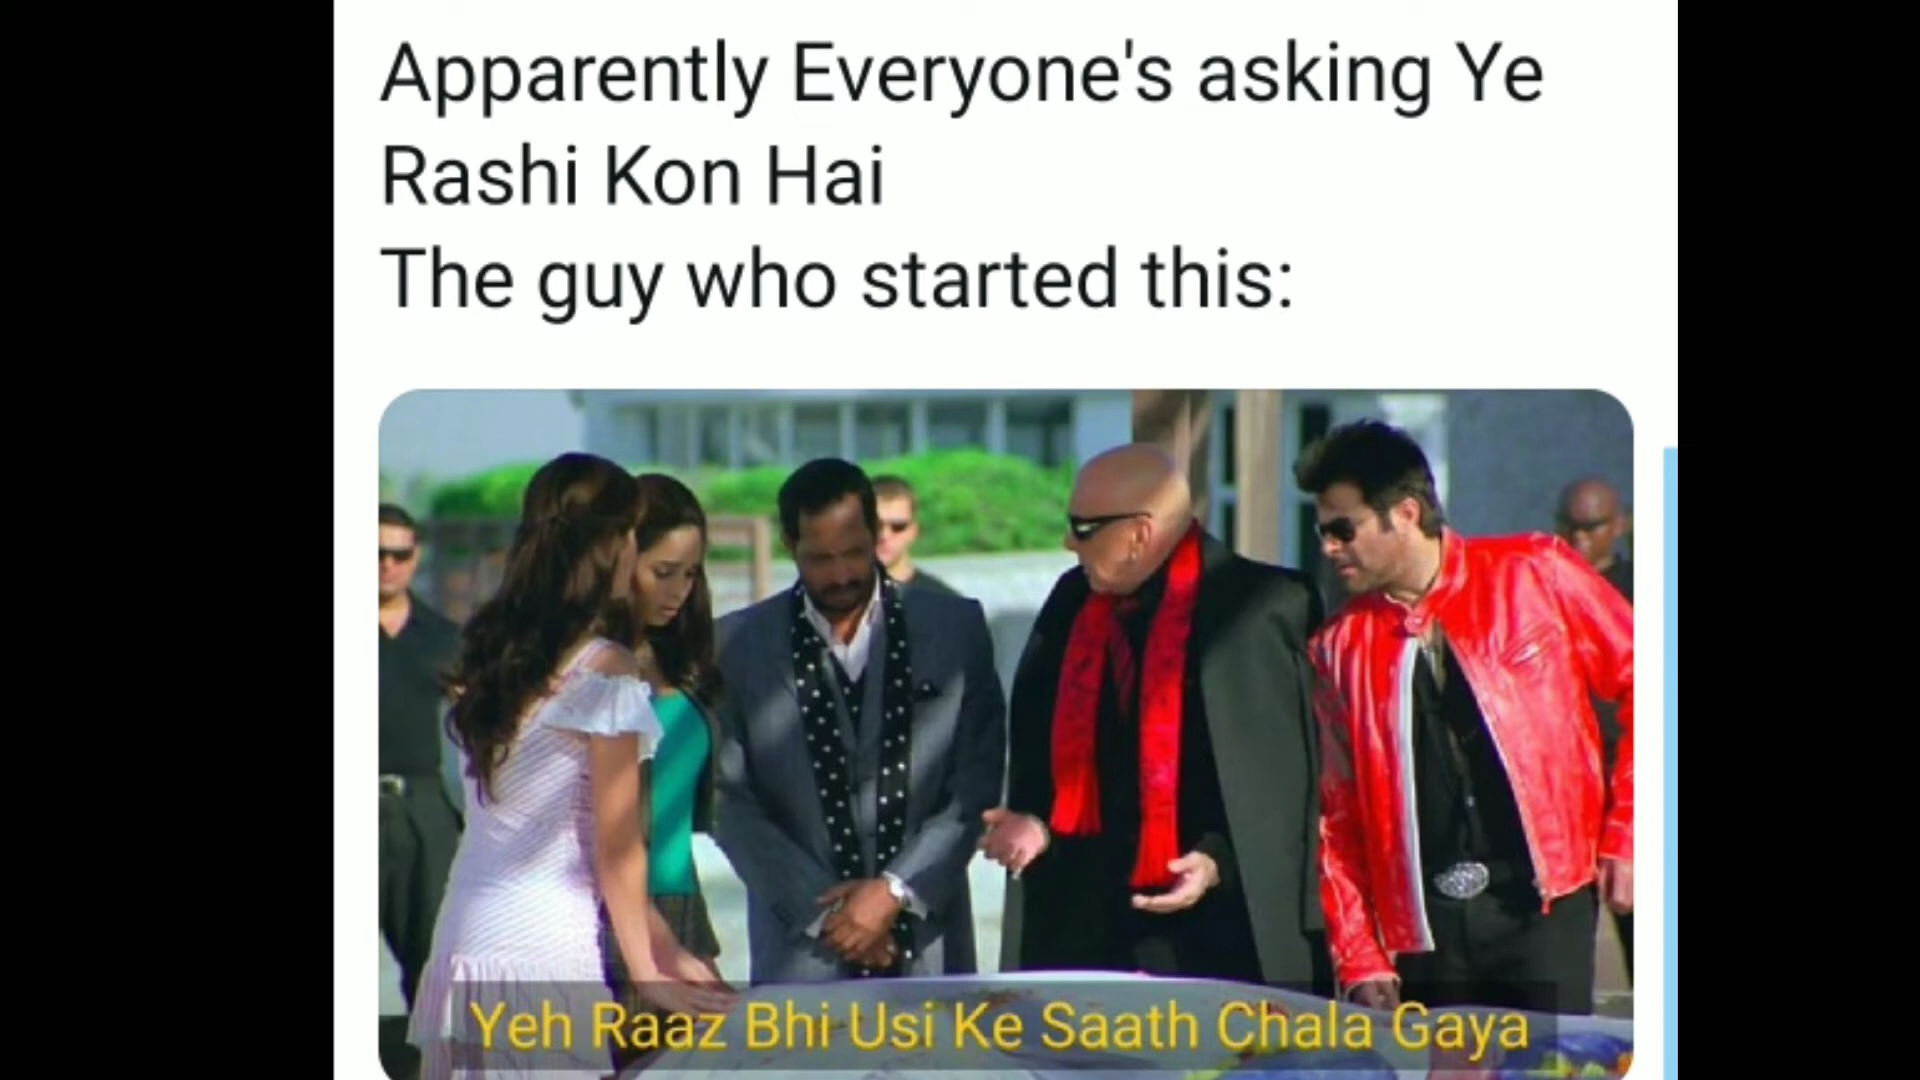 Apparently Everyone's asking Ye
Rashi Kon Hai
The guy who started this:
Yeh Raaz Bhi Usi Ke Saath Chala Gaya